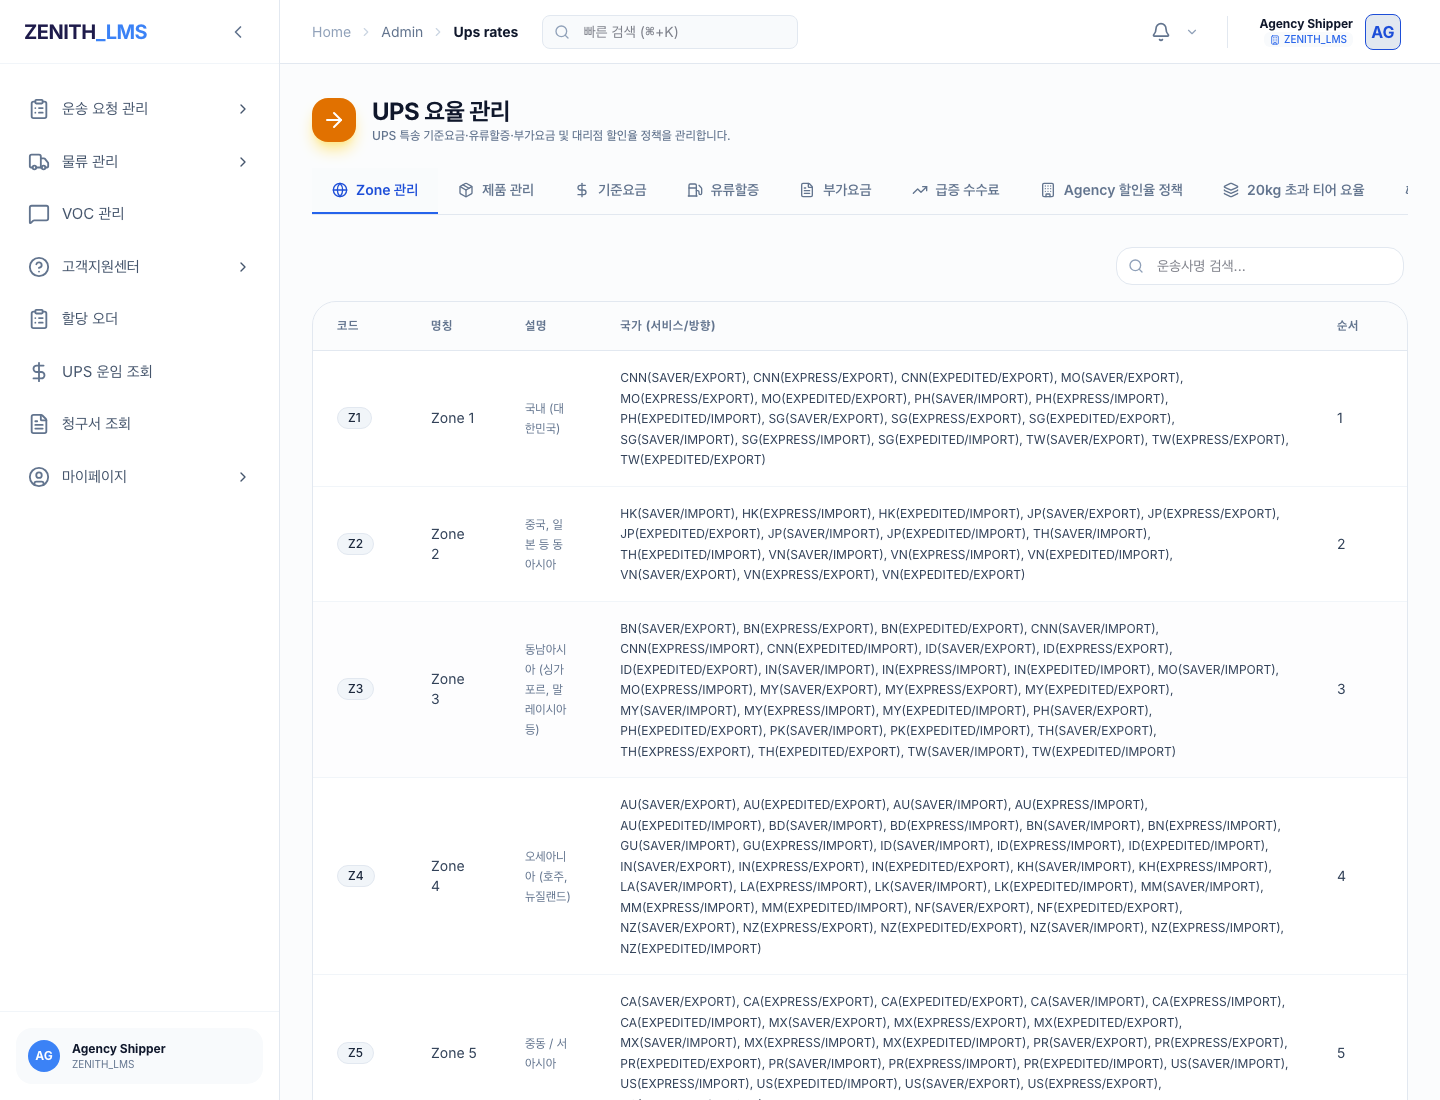 ZENITH_LMS
Home
Admin
Ups rates
빠른 검색 (⌘+K)
Agency Shipper
ZENITH_LMS
AG
운송 요청 관리
물류 관리
VOC 관리
고객지원센터
할당 오더
UPS 운임 조회
청구서 조회
마이페이지
AG
Agency Shipper
ZENITH_LMS
UPS 요율 관리
UPS 특송 기준요금·유류할증·부가요금 및 대리점 할인율 정책을 관리합니다.
Zone 관리
제품 관리
기준요금
유류할증
부가요금
급증 수수료
Agency 할인율 정책
20kg 초과 티어 요율
운송사명 검색...
코드
명칭
설명
국가 (서비스/방향)
순서
Z1
Zone 1
국내 (대
한민국)
CNN(SAVER/EXPORT), CNN(EXPRESS/EXPORT), CNN(EXPEDITED/EXPORT), MO(SAVER/EXPORT),
MO(EXPRESS/EXPORT), MO(EXPEDITED/EXPORT), PH(SAVER/IMPORT), PH(EXPRESS/IMPORT),
PH(EXPEDITED/IMPORT), SG(SAVER/EXPORT), SG(EXPRESS/EXPORT), SG(EXPEDITED/EXPORT),
SG(SAVER/IMPORT), SG(EXPRESS/IMPORT), SG(EXPEDITED/IMPORT), TW(SAVER/EXPORT), TW(EXPRESS/EXPORT),
TW(EXPEDITED/EXPORT)
1
Z2
Zone
2
중국, 일
본 등 동
아시아
HK(SAVER/IMPORT), HK(EXPRESS/IMPORT), HK(EXPEDITED/IMPORT), JP(SAVER/EXPORT), JP(EXPRESS/EXPORT),
JP(EXPEDITED/EXPORT), JP(SAVER/IMPORT), JP(EXPEDITED/IMPORT), TH(SAVER/IMPORT),
TH(EXPEDITED/IMPORT), VN(SAVER/IMPORT), VN(EXPRESS/IMPORT), VN(EXPEDITED/IMPORT),
VN(SAVER/EXPORT), VN(EXPRESS/EXPORT), VN(EXPEDITED/EXPORT)
2
Z3
Zone
3
동남아시
아 (싱가
포르, 말
레이시아
등)
BN(SAVER/EXPORT), BN(EXPRESS/EXPORT), BN(EXPEDITED/EXPORT), CNN(SAVER/IMPORT),
CNN(EXPRESS/IMPORT), CNN(EXPEDITED/IMPORT), ID(SAVER/EXPORT), ID(EXPRESS/EXPORT),
ID(EXPEDITED/EXPORT), IN(SAVER/IMPORT), IN(EXPRESS/IMPORT), IN(EXPEDITED/IMPORT), MO(SAVER/IMPORT),
MO(EXPRESS/IMPORT), MY(SAVER/EXPORT), MY(EXPRESS/EXPORT), MY(EXPEDITED/EXPORT),
MY(SAVER/IMPORT), MY(EXPRESS/IMPORT), MY(EXPEDITED/IMPORT), PH(SAVER/EXPORT),
PH(EXPEDITED/EXPORT), PK(SAVER/IMPORT), PK(EXPEDITED/IMPORT), TH(SAVER/EXPORT),
TH(EXPRESS/EXPORT), TH(EXPEDITED/EXPORT), TW(SAVER/IMPORT), TW(EXPEDITED/IMPORT)
3
Z4
Zone
4
오세아니
아 (호주,
뉴질랜드)
AU(SAVER/EXPORT), AU(EXPEDITED/EXPORT), AU(SAVER/IMPORT), AU(EXPRESS/IMPORT),
AU(EXPEDITED/IMPORT), BD(SAVER/IMPORT), BD(EXPRESS/IMPORT), BN(SAVER/IMPORT), BN(EXPRESS/IMPORT),
GU(SAVER/IMPORT), GU(EXPRESS/IMPORT), ID(SAVER/IMPORT), ID(EXPRESS/IMPORT), ID(EXPEDITED/IMPORT),
IN(SAVER/EXPORT), IN(EXPRESS/EXPORT), IN(EXPEDITED/EXPORT), KH(SAVER/IMPORT), KH(EXPRESS/IMPORT),
LA(SAVER/IMPORT), LA(EXPRESS/IMPORT), LK(SAVER/IMPORT), LK(EXPEDITED/IMPORT), MM(SAVER/IMPORT),
MM(EXPRESS/IMPORT), MM(EXPEDITED/IMPORT), NF(SAVER/EXPORT), NF(EXPEDITED/EXPORT),
NZ(SAVER/EXPORT), NZ(EXPRESS/EXPORT), NZ(EXPEDITED/EXPORT), NZ(SAVER/IMPORT), NZ(EXPRESS/IMPORT),
NZ(EXPEDITED/IMPORT)
4
Z5
Zone 5
중동 / 서
아시아
CA(SAVER/EXPORT), CA(EXPRESS/EXPORT), CA(EXPEDITED/EXPORT), CA(SAVER/IMPORT), CA(EXPRESS/IMPORT),
CA(EXPEDITED/IMPORT), MX(SAVER/EXPORT), MX(EXPRESS/EXPORT), MX(EXPEDITED/EXPORT),
MX(SAVER/IMPORT), MX(EXPRESS/IMPORT), MX(EXPEDITED/IMPORT), PR(SAVER/EXPORT), PR(EXPRESS/EXPORT),
PR(EXPEDITED/EXPORT), PR(SAVER/IMPORT), PR(EXPRESS/IMPORT), PR(EXPEDITED/IMPORT), US(SAVER/IMPORT),
US(EXPRESS/IMPORT), US(EXPEDITED/IMPORT), US(SAVER/EXPORT), US(EXPRESS/EXPORT),
5